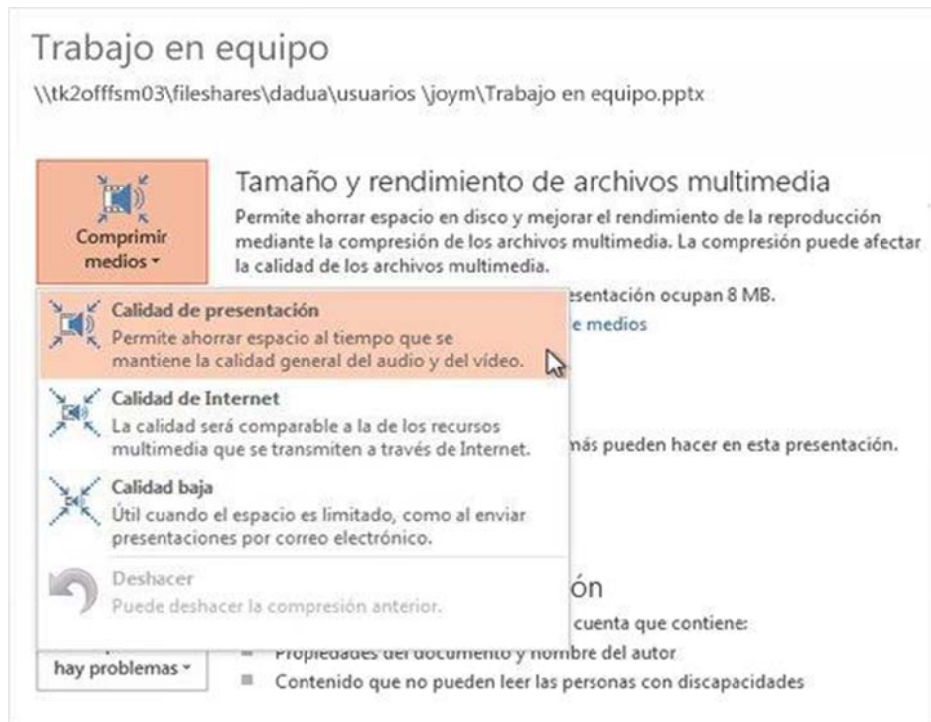 Trabajo en equipo
\\tk2offfsm03\fileshares\dadua\usuarios \joym\Trabajo en equipo.pptx
Comprimir
medios
Tamaño y rendimiento de archivos multimedia
Permite ahorrar espacio en disco y mejorar el rendimiento de la reproducción
mediante la compresión de los archivos multimedia. La compresión puede afectar
la calidad de los archivos multimedia.
esentación ocupan 8 MB.
e medios
Calidad de presentación
Permite ahorrar espacio al tiempo que se
mantiene la calidad general del audio y del vídeo.
Calidad de Internet
La calidad será comparable a la de los recursos
multimedia que se transmiten a través de Internet.
más pueden hacer en esta presentación.
Calidad baja
Útil cuando el espacio es limitado, como al enviar
presentaciones por correo electrónico.
Deshacer
Puede deshacer la compresión anterior.
ón
cuenta que contiene:
hay problemas
Propiedades del documento y nombre del autor
Contenido que no pueden leer las personas con discapacidades